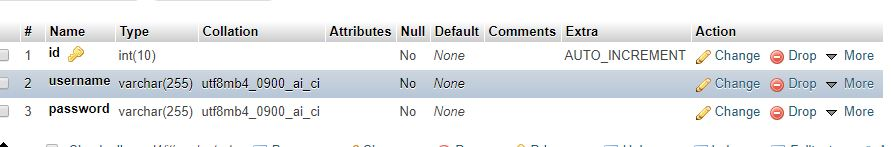 # Name Type Collation Attributes Null Default Comments Extra Action
1 id int(10) No None AUTO_INCREMENT Change Drop More
2 username varchar(255) utf8mb4_0900_ai_ci No None Change Drop More
3 password varchar(255) utf8mb4_0900_ai_ci No None Change Drop More